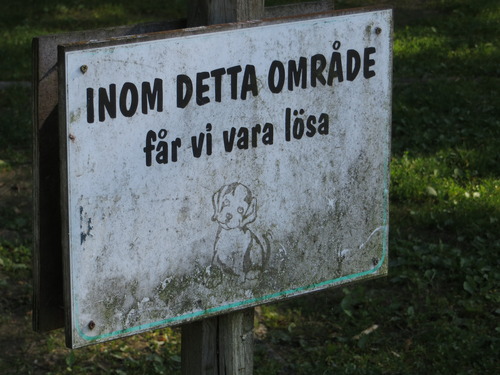 INOM DETTA OMRÅDE
får vi vara lösa